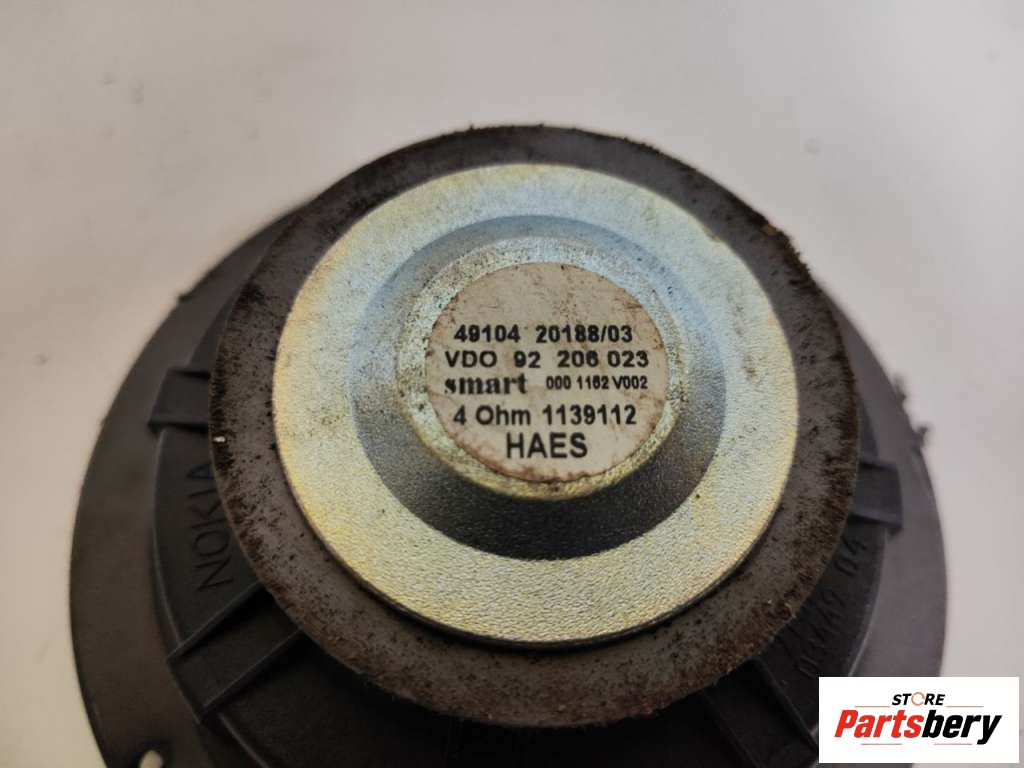 49104 20188/03
VDO 92 206 023
smart 000 1162 V002
4 Ohm 1139112
HAES
NOKIA
STORE
Partsbery